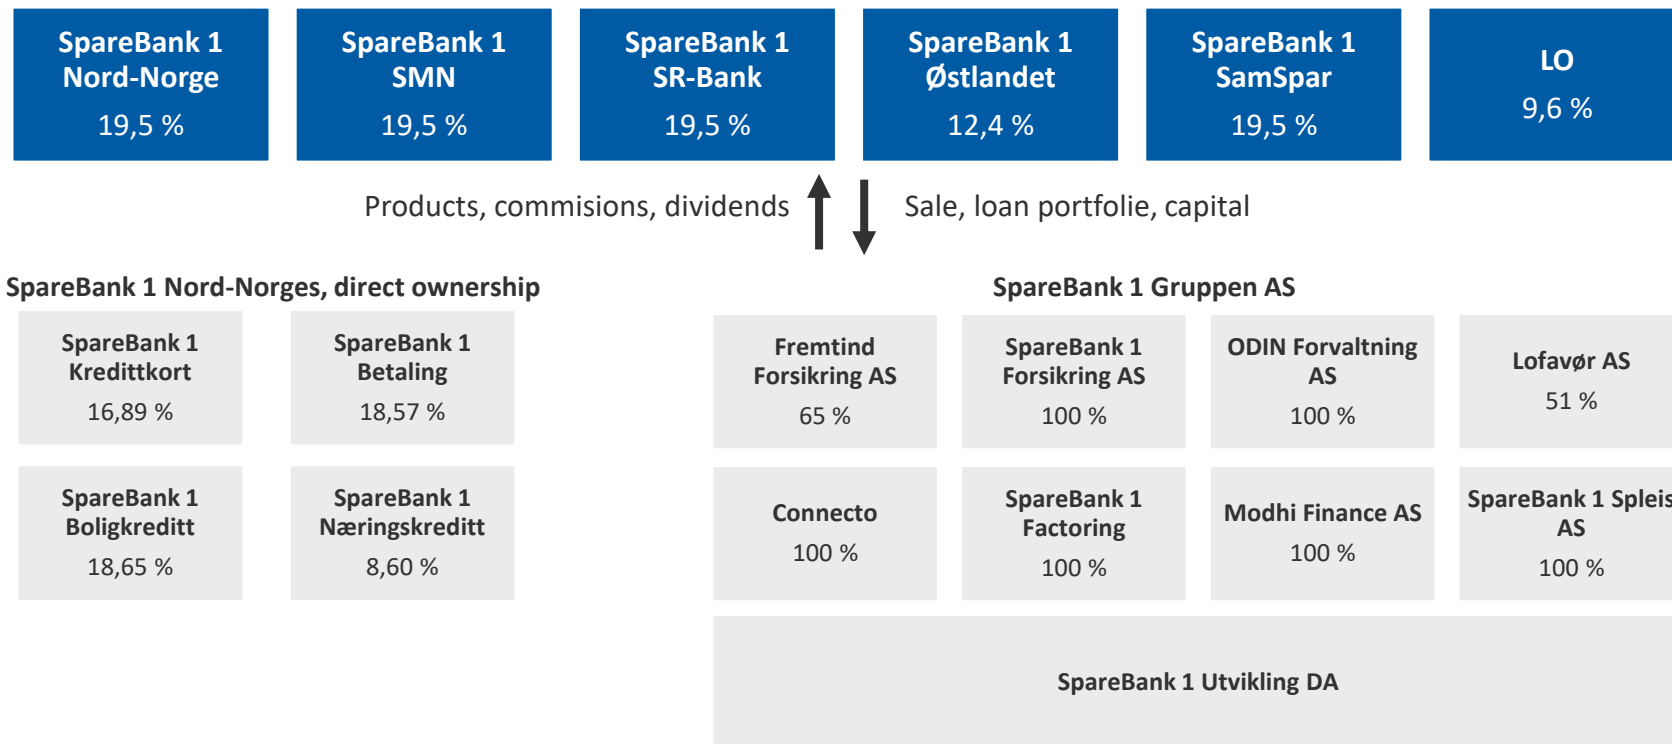 SpareBank 1
Nord-Norge
19,5 %
SpareBank 1
SMN
19,5 %
SpareBank 1
SR-Bank
19,5 %
SpareBank 1
Østlandet
12,4 %
SpareBank 1
SamSpar
19,5 %
LO
9,6 %
Products, commisions, dividends
Sale, loan portfolie, capital
SpareBank 1 Nord-Norges, direct ownership
SpareBank 1
Kredittkort
16,89 %
SpareBank 1
Betaling
18,57 %
SpareBank 1
Boligkreditt
18,65 %
SpareBank 1
Næringskreditt
8,60 %
SpareBank 1 Gruppen AS
Fremtind
Forsikring AS
65 %
SpareBank 1
Forsikring AS
100 %
ODIN Forvaltning
AS
100 %
Lofavør AS
51 %
Connecto
100 %
SpareBank 1
Factoring
100 %
Modhi Finance AS
100 %
SpareBank 1 Spleis
AS
100 %
SpareBank 1 Utvikling DA